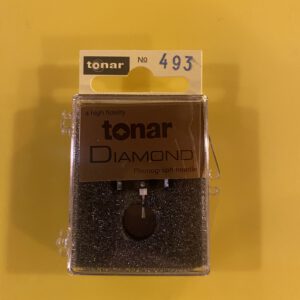 tonar No 493
a high fidelity
tonar
DIAMOND
Phonograph needle